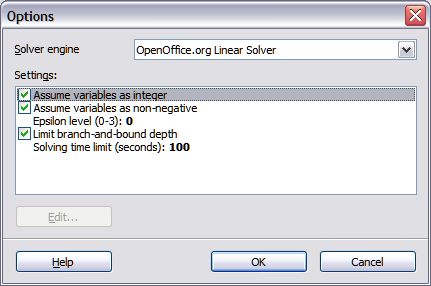 Options
Solver engine OpenOffice.org Linear Solver
Settings:
Assume variables as integer
Assume variables as non-negative
Epsilon level (0-3): 0
Limit branch-and-bound depth
Solving time limit (seconds): 100
Edit...
Help OK Cancel